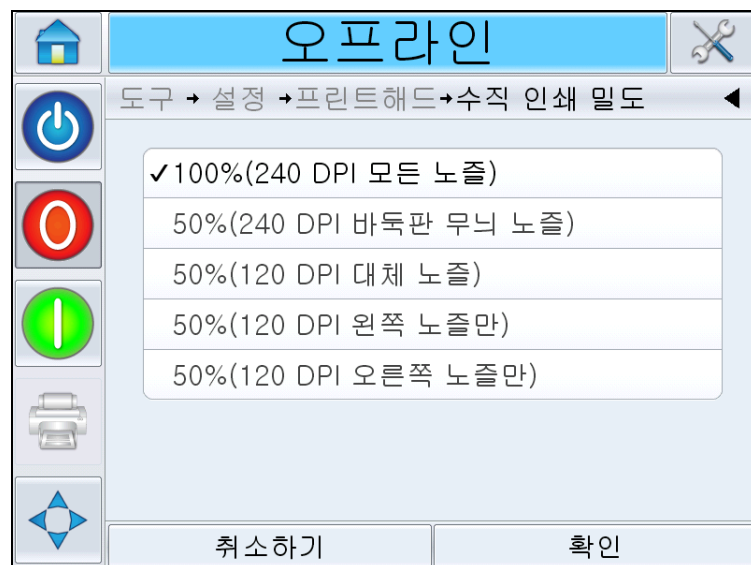 오프라인
도구 → 설정 →프린트헤드→수직 인쇄 밀도
✓100%(240 DPI 모든 노즐)
50%(240 DPI 바둑판 무늬 노즐)
50%(120 DPI 대체 노즐)
50%(120 DPI 왼쪽 노즐만)
50%(120 DPI 오른쪽 노즐만)
취소하기
확인